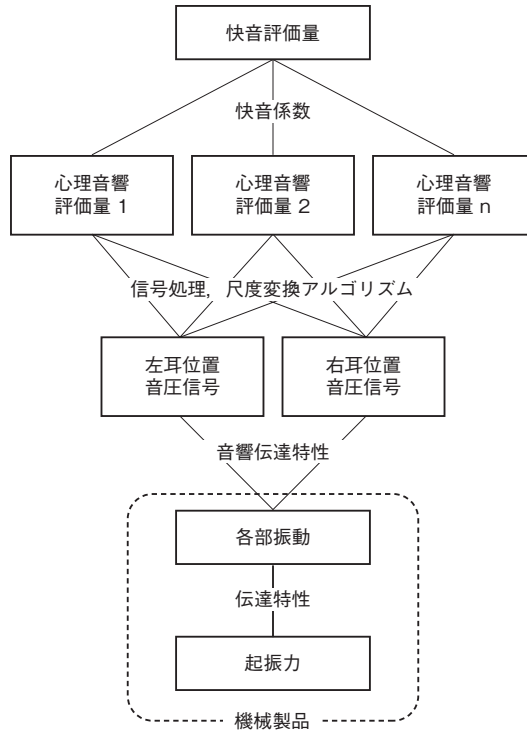 快音評価量
快音係数
心理音響
評価量 1
心理音響
評価量 2
心理音響
評価量 n
信号処理，尺度変換アルゴリズム
左耳位置
音圧信号
右耳位置
音圧信号
音響伝達特性
各部振動
伝達特性
起振力
機械製品